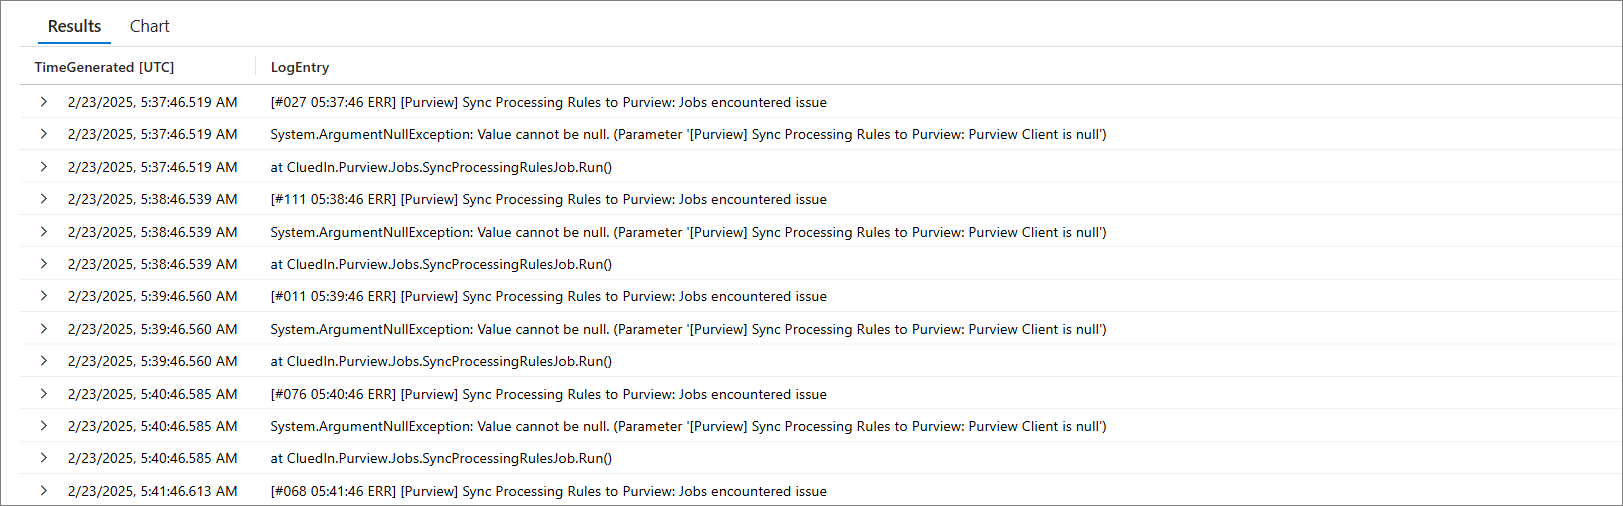 Results Chart
TimeGenerated [UTC] LogEntry
2/23/2025, 5:37:46.519 AM [#027 05:37:46 ERR] [Purview] Sync Processing Rules to Purview: Jobs encountered issue
2/23/2025, 5:37:46.519 AM System.ArgumentNullException: Value cannot be null. (Parameter '[Purview] Sync Processing Rules to Purview: Purview Client is null')
2/23/2025, 5:37:46.519 AM at CluedIn.Purview.Jobs.SyncProcessingRulesJob.Run()
2/23/2025, 5:38:46.539 AM [#111 05:38:46 ERR] [Purview] Sync Processing Rules to Purview: Jobs encountered issue
2/23/2025, 5:38:46.539 AM System.ArgumentNullException: Value cannot be null. (Parameter '[Purview] Sync Processing Rules to Purview: Purview Client is null')
2/23/2025, 5:38:46.539 AM at CluedIn.Purview.Jobs.SyncProcessingRulesJob.Run()
2/23/2025, 5:39:46.560 AM [#011 05:39:46 ERR] [Purview] Sync Processing Rules to Purview: Jobs encountered issue
2/23/2025, 5:39:46.560 AM System.ArgumentNullException: Value cannot be null. (Parameter '[Purview] Sync Processing Rules to Purview: Purview Client is null')
2/23/2025, 5:39:46.560 AM at CluedIn.Purview.Jobs.SyncProcessingRulesJob.Run()
2/23/2025, 5:40:46.585 AM [#076 05:40:46 ERR] [Purview] Sync Processing Rules to Purview: Jobs encountered issue
2/23/2025, 5:40:46.585 AM System.ArgumentNullException: Value cannot be null. (Parameter '[Purview] Sync Processing Rules to Purview: Purview Client is null')
2/23/2025, 5:40:46.585 AM at CluedIn.Purview.Jobs.SyncProcessingRulesJob.Run()
2/23/2025, 5:41:46.613 AM [#068 05:41:46 ERR] [Purview] Sync Processing Rules to Purview: Jobs encountered issue